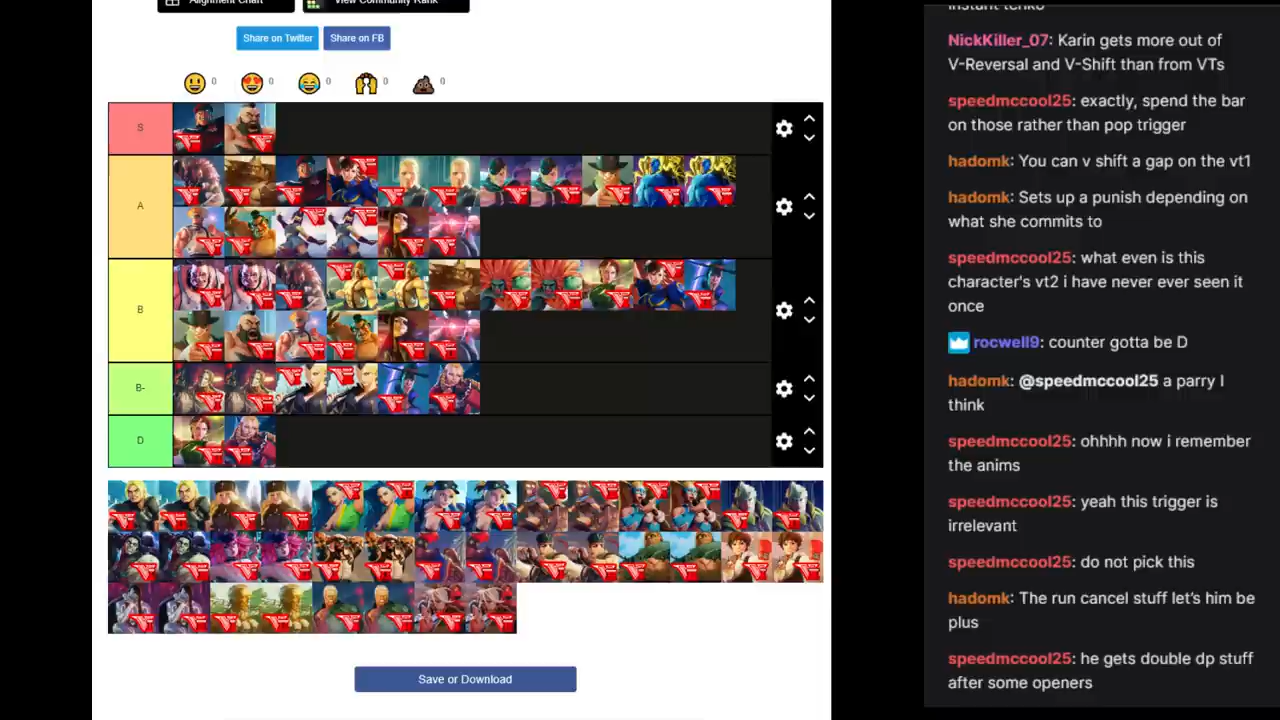 Alignment Chart
View Community Rank
Share on Twitter
Share on FB
0
0
0
0
0
S
A
B
B-
D
Save or Download
instant tenko
NickKiller_07: Karin gets more out of
V-Reversal and V-Shift than from VTs
speedmccool25: exactly, spend the bar
on those rather than pop trigger
hadomk: You can v shift a gap on the vt1
hadomk: Sets up a punish depending on
what she commits to
speedmccool25: what even is this
character's vt2 i have never ever seen it
once
rocwell9: counter gotta be D
hadomk: @speedmccool25 a parry I
think
speedmccool25: ohhhh now i remember
the anims
speedmccool25: yeah this trigger is
irrelevant
speedmccool25: do not pick this
hadomk: The run cancel stuff let's him be
plus
speedmccool25: he gets double dp stuff
after some openers